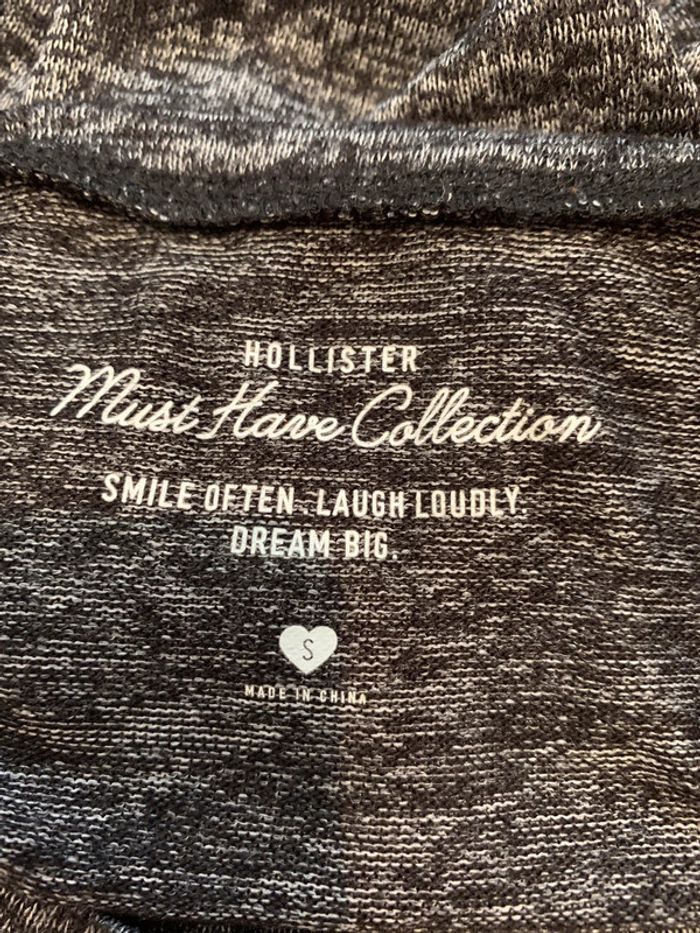 HOLLISTER
Must Have Collection
SMILE OFTEN. LAUGH LOUDLY.
DREAM BIG.
S
MADE IN CHINA